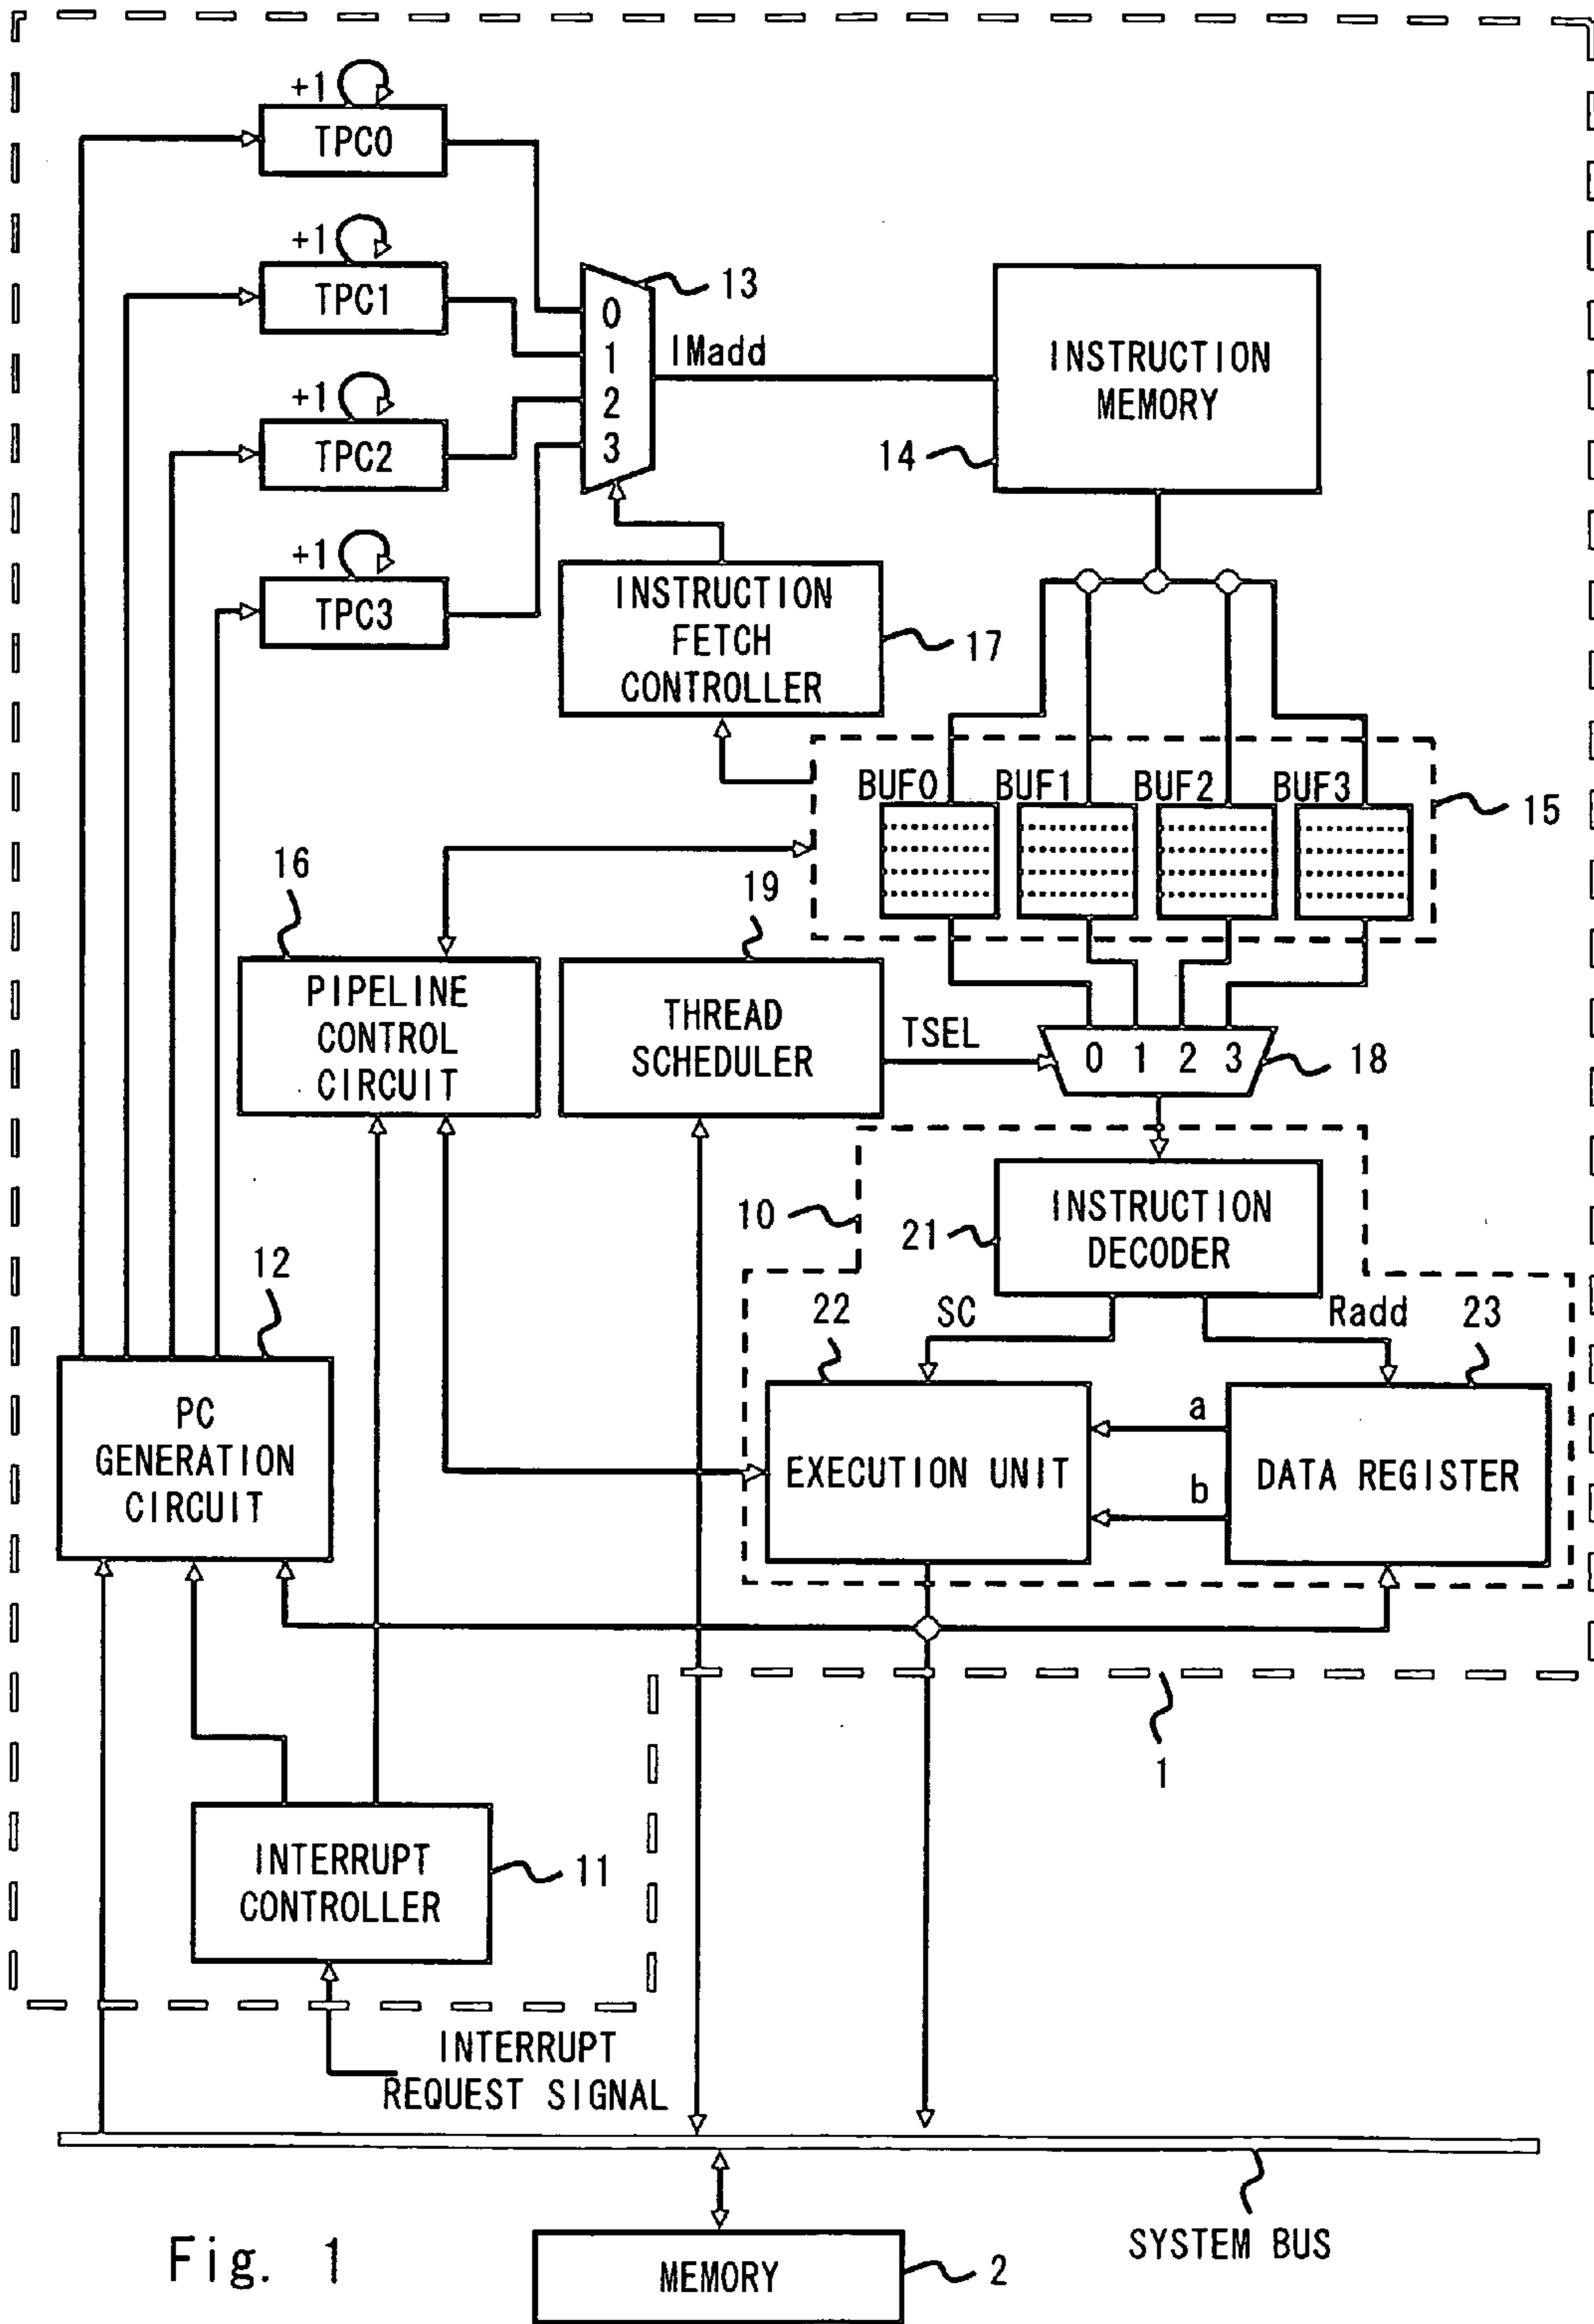 +1
TPC0
+1
TPC1
+1
TPC2
+1
TPC3
13
0
1
2
3
IMadd
INSTRUCTION
MEMORY
14
INSTRUCTION
FETCH
CONTROLLER
17
BUF0
BUF1
BUF2
BUF3
15
16
PIPELINE
CONTROL
CIRCUIT
19
THREAD
SCHEDULER
TSEL
0 1 2 3
18
10
21
INSTRUCTION
DECODER
12
PC
GENERATION
CIRCUIT
22
SC
Radd
23
EXECUTION UNIT
a
b
DATA REGISTER
1
INTERRUPT
CONTROLLER
11
INTERRUPT
REQUEST SIGNAL
SYSTEM BUS
MEMORY
2
Fig. 1